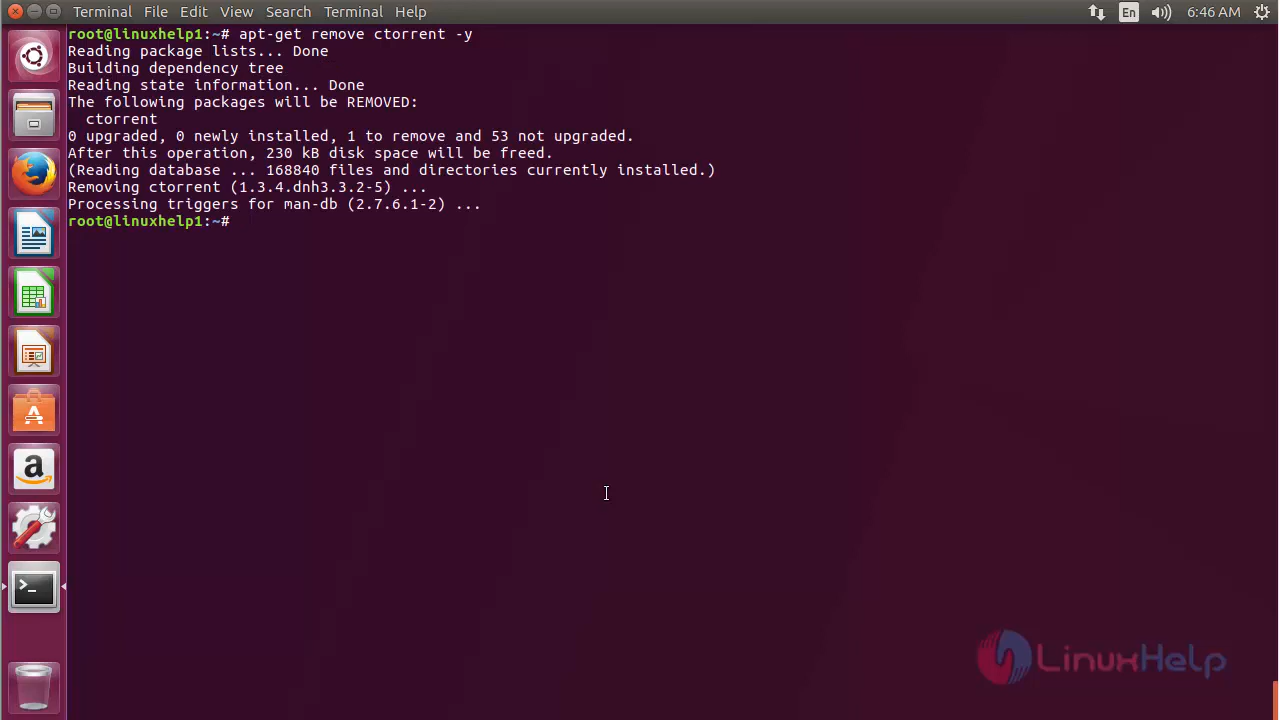 Terminal File Edit View Search Terminal Help En 6:46 AM
root@linuxhelp1:~# apt-get remove ctorrent -y
Reading package lists... Done
Building dependency tree
Reading state information... Done
The following packages will be REMOVED:
  ctorrent
0 upgraded, 0 newly installed, 1 to remove and 53 not upgraded.
After this operation, 230 kB disk space will be freed.
(Reading database ... 168840 files and directories currently installed.)
Removing ctorrent (1.3.4.dnh3.3.2-5) ...
Processing triggers for man-db (2.7.6.1-2) ...
root@linuxhelp1:~#
A
a
>_
LinuxHelp